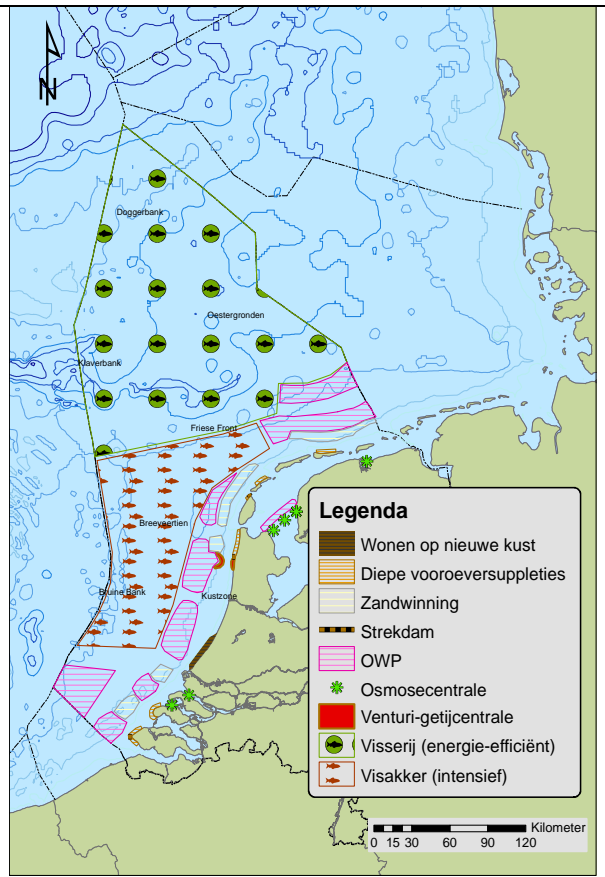 N
Doggerbank
Oestergronden
Klaverbank
Friese Front
Breeveertien
Bruine Bank
Kustzone
Legenda
Wonen op nieuwe kust
Diepe vooroeversuppleties
Zandwinning
Strekdam
OWP
Osmosecentrale
Venturi-getijcentrale
Visserij (energie-efficiënt)
Visakker (intensief)
Kilometer
0 15 30 60 90 120